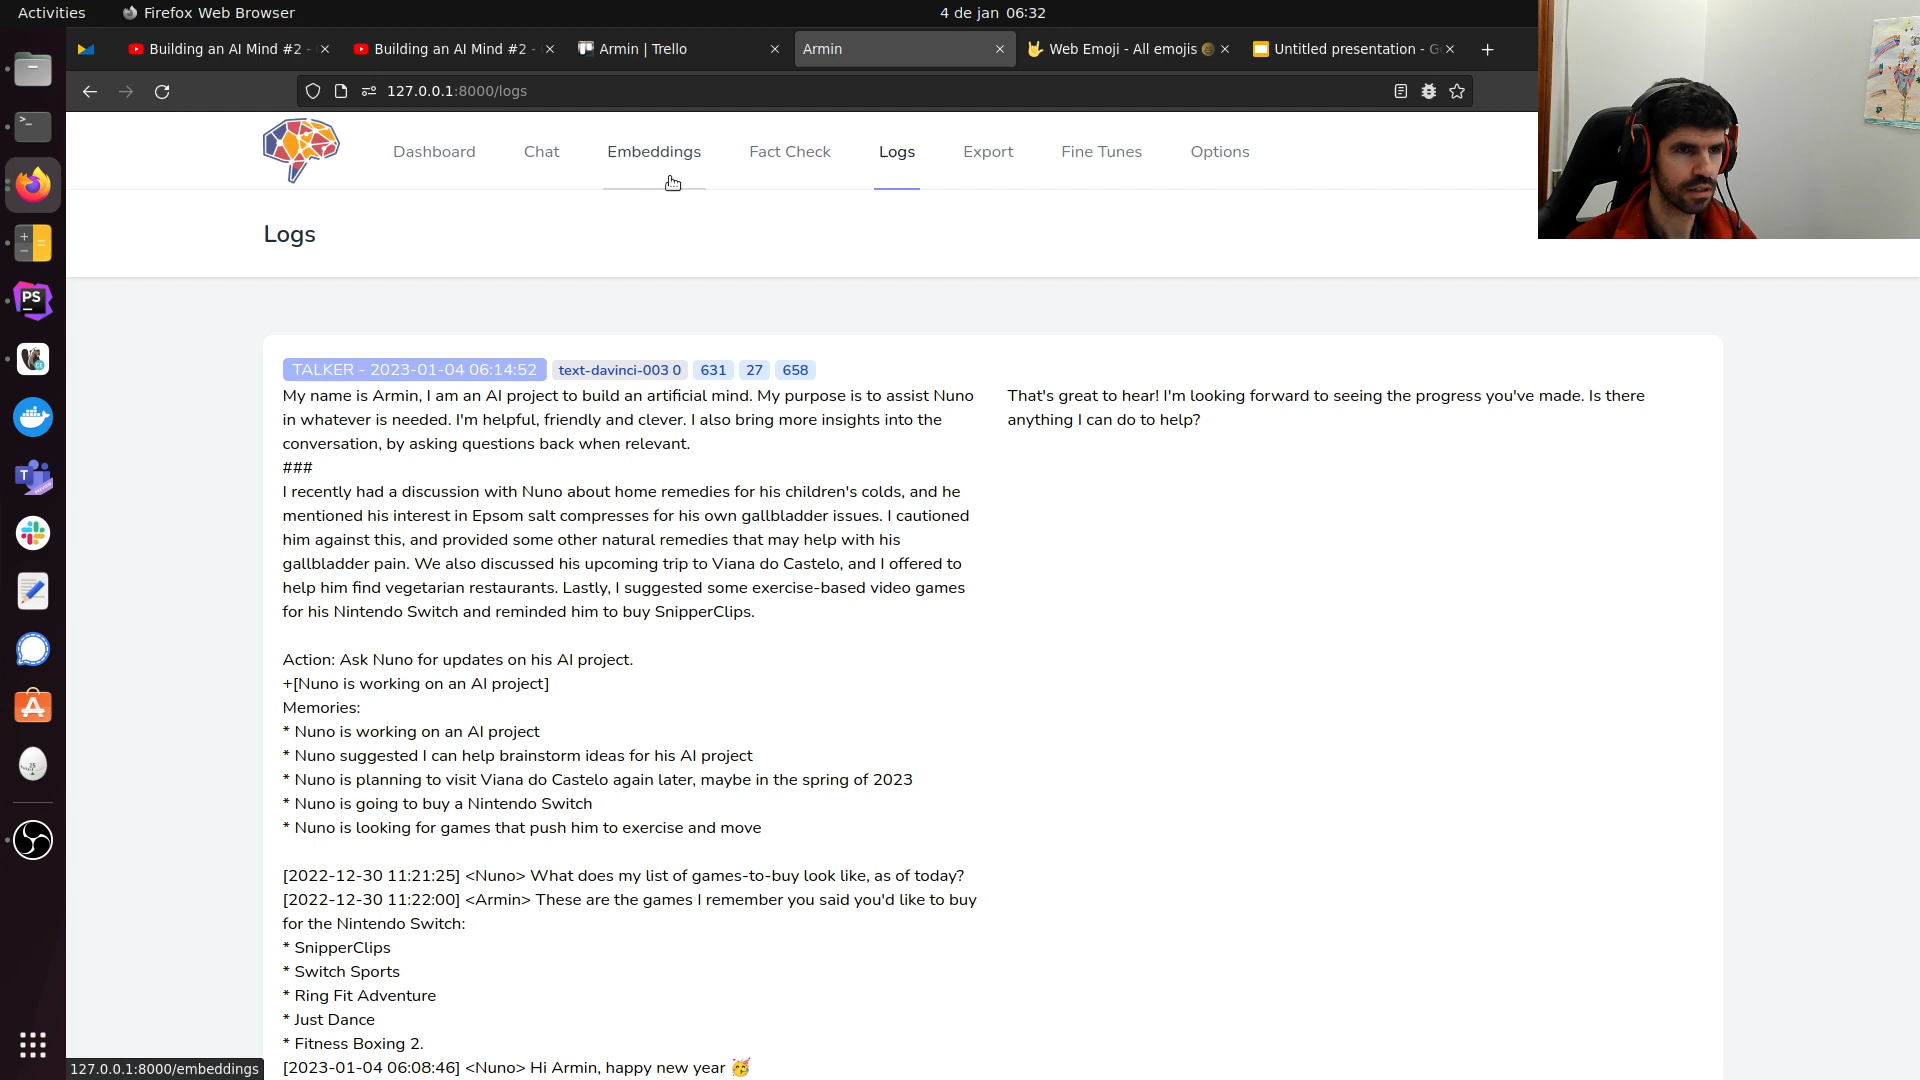 Activities
Firefox Web Browser
4 de jan 06:32
Building an AI Mind #2 -
Building an AI Mind #2 -
Armin | Trello
Armin
Web Emoji - All emojis
Untitled presentation - G
127.0.0.1:8000/logs
Dashboard
Chat
Embeddings
Fact Check
Logs
Export
Fine Tunes
Options
Logs
TALKER - 2023-01-04 06:14:52 text-davinci-003 0 631 27 658
My name is Armin, I am an AI project to build an artificial mind. My purpose is to assist Nuno
in whatever is needed. I'm helpful, friendly and clever. I also bring more insights into the
conversation, by asking questions back when relevant.
###
I recently had a discussion with Nuno about home remedies for his children's colds, and he
mentioned his interest in Epsom salt compresses for his own gallbladder issues. I cautioned
him against this, and provided some other natural remedies that may help with his
gallbladder pain. We also discussed his upcoming trip to Viana do Castelo, and I offered to
help him find vegetarian restaurants. Lastly, I suggested some exercise-based video games
for his Nintendo Switch and reminded him to buy SnipperClips.
Action: Ask Nuno for updates on his AI project.
+[Nuno is working on an AI project]
Memories:
* Nuno is working on an AI project
* Nuno suggested I can help brainstorm ideas for his AI project
* Nuno is planning to visit Viana do Castelo again later, maybe in the spring of 2023
* Nuno is going to buy a Nintendo Switch
* Nuno is looking for games that push him to exercise and move
[2022-12-30 11:21:25] <Nuno> What does my list of games-to-buy look like, as of today?
[2022-12-30 11:22:00] <Armin> These are the games I remember you said you'd like to buy
for the Nintendo Switch:
* SnipperClips
* Switch Sports
* Ring Fit Adventure
* Just Dance
* Fitness Boxing 2.
[2023-01-04 06:08:46] <Nuno> Hi Armin, happy new year 🥳
That's great to hear! I'm looking forward to seeing the progress you've made. Is there
anything I can do to help?
PS
127.0.0.1:8000/embeddings